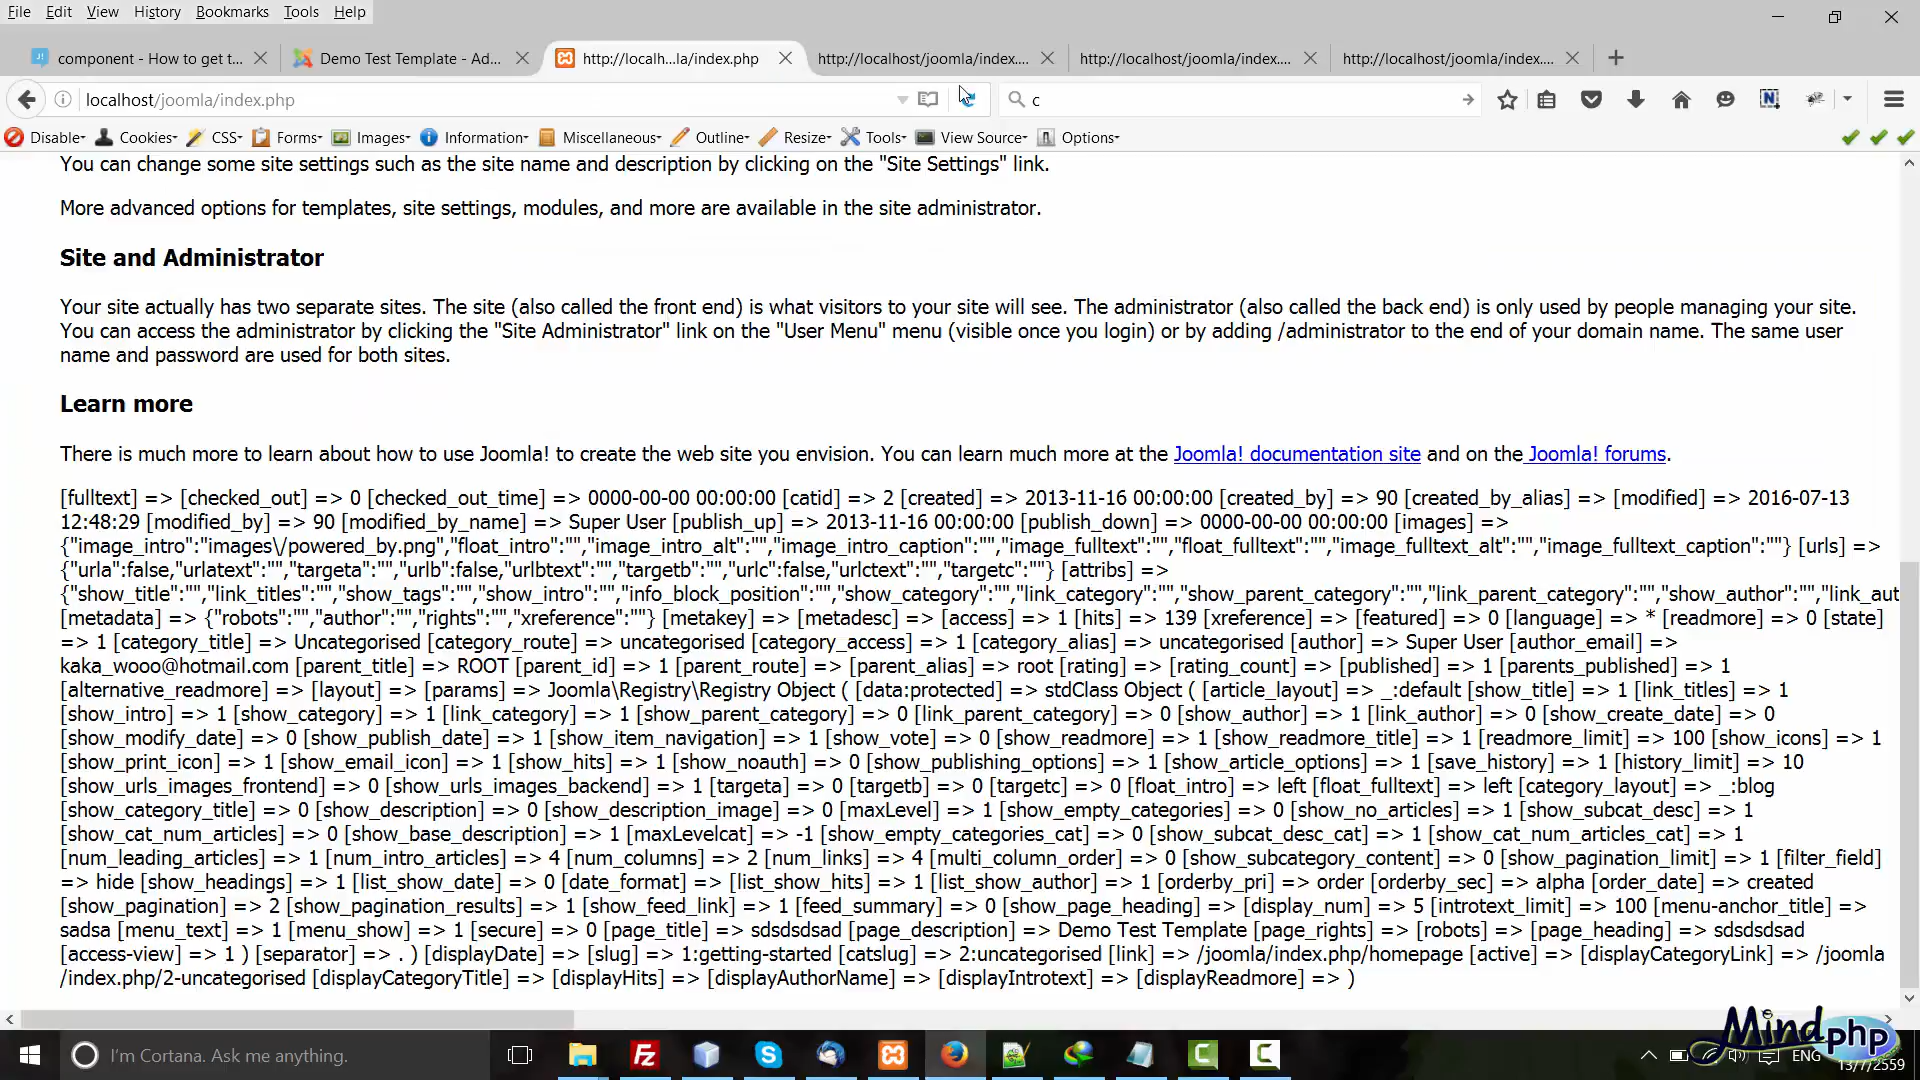 File Edit View History Bookmarks Tools Help
component - How to get t... Demo Test Template - Ad... http://localh...la/index.php http://localhost/joomla/index.... http://localhost/joomla/index.... http://localhost/joomla/index....
localhost/joomla/index.php c
Disable Cookies CSS Forms Images Information Miscellaneous Outline Resize Tools View Source Options
You can change some site settings such as the site name and description by clicking on the "Site Settings" link.
More advanced options for templates, site settings, modules, and more are available in the site administrator.
Site and Administrator
Your site actually has two separate sites. The site (also called the front end) is what visitors to your site will see. The administrator (also called the back end) is only used by people managing your site.
You can access the administrator by clicking the "Site Administrator" link on the "User Menu" menu (visible once you login) or by adding /administrator to the end of your domain name. The same user
name and password are used for both sites.
Learn more
There is much more to learn about how to use Joomla! to create the web site you envision. You can learn much more at the Joomla! documentation site and on the Joomla! forums.
[fulltext] => [checked_out] => 0 [checked_out_time] => 0000-00-00 00:00:00 [catid] => 2 [created] => 2013-11-16 00:00:00 [created_by] => 90 [created_by_alias] => [modified] => 2016-07-13
12:48:29 [modified_by] => 90 [modified_by_name] => Super User [publish_up] => 2013-11-16 00:00:00 [publish_down] => 0000-00-00 00:00:00 [images] =>
{"image_intro":"images\/powered_by.png","float_intro":"","image_intro_alt":"","image_intro_caption":"","image_fulltext":"","float_fulltext":"","image_fulltext_alt":"","image_fulltext_caption":""} [urls] =>
{"urla":false,"urlatext":"","targeta":"","urlb":false,"urlbtext":"","targetb":"","urlc":false,"urlctext":"","targetc":""} [attribs] =>
{"show_title":"","link_titles":"","show_tags":"","show_intro":"","info_block_position":"","show_category":"","link_category":"","show_parent_category":"","link_parent_category":"","show_author":"","link_aut
[metadata] => {"robots":"","author":"","rights":"","xreference":""} [metakey] => [metadesc] => [access] => 1 [hits] => 139 [xreference] => [featured] => 0 [language] => * [readmore] => 0 [state]
=> 1 [category_title] => Uncategorised [category_route] => uncategorised [category_access] => 1 [category_alias] => uncategorised [author] => Super User [author_email] =>
kaka_wooo@hotmail.com [parent_title] => ROOT [parent_id] => 1 [parent_route] => [parent_alias] => root [rating] => [rating_count] => [published] => 1 [parents_published] => 1
[alternative_readmore] => [layout] => [params] => Joomla\Registry\Registry Object ( [data:protected] => stdClass Object ( [article_layout] => _:default [show_title] => 1 [link_titles] => 1
[show_intro] => 1 [show_category] => 1 [link_category] => 1 [show_parent_category] => 0 [link_parent_category] => 0 [show_author] => 1 [link_author] => 0 [show_create_date] => 0
[show_modify_date] => 0 [show_publish_date] => 1 [show_item_navigation] => 1 [show_vote] => 0 [show_readmore] => 1 [show_readmore_title] => 1 [readmore_limit] => 100 [show_icons] => 1
[show_print_icon] => 1 [show_email_icon] => 1 [show_hits] => 1 [show_noauth] => 0 [show_publishing_options] => 1 [show_article_options] => 1 [save_history] => 1 [history_limit] => 10
[show_urls_images_frontend] => 0 [show_urls_images_backend] => 1 [targeta] => 0 [targetb] => 0 [targetc] => 0 [float_intro] => left [float_fulltext] => left [category_layout] => _:blog
[show_category_title] => 0 [show_description] => 0 [show_description_image] => 0 [maxLevel] => 1 [show_empty_categories] => 0 [show_no_articles] => 1 [show_subcat_desc] => 1
[show_cat_num_articles] => 0 [show_base_description] => 1 [maxLevelcat] => -1 [show_empty_categories_cat] => 0 [show_subcat_desc_cat] => 1 [show_cat_num_articles_cat] => 1
[num_leading_articles] => 1 [num_intro_articles] => 4 [num_columns] => 2 [num_links] => 4 [multi_column_order] => 0 [show_subcategory_content] => 0 [show_pagination_limit] => 1 [filter_field]
=> hide [show_headings] => 1 [list_show_date] => 0 [date_format] => [list_show_hits] => 1 [list_show_author] => 1 [orderby_pri] => order [orderby_sec] => alpha [order_date] => created
[show_pagination] => 2 [show_pagination_results] => 1 [show_feed_link] => 1 [feed_summary] => 0 [show_page_heading] => [display_num] => 5 [introtext_limit] => 100 [menu-anchor_title] =>
sadsa [menu_text] => 1 [menu_show] => 1 [secure] => 0 [page_title] => sdsdsdsad [page_description] => Demo Test Template [page_rights] => [robots] => [page_heading] => sdsdsdsad
[access-view] => 1 ) [separator] => . ) [displayDate] => [slug] => 1:getting-started [catslug] => 2:uncategorised [link] => /joomla/index.php/homepage [active] => [displayCategoryLink] => /joomla
/index.php/2-uncategorised [displayCategoryTitle] => [displayHits] => [displayAuthorName] => [displayIntrotext] => [displayReadmore] => )
Mindphp
I'm Cortana. Ask me anything. ENG
13/7/2559